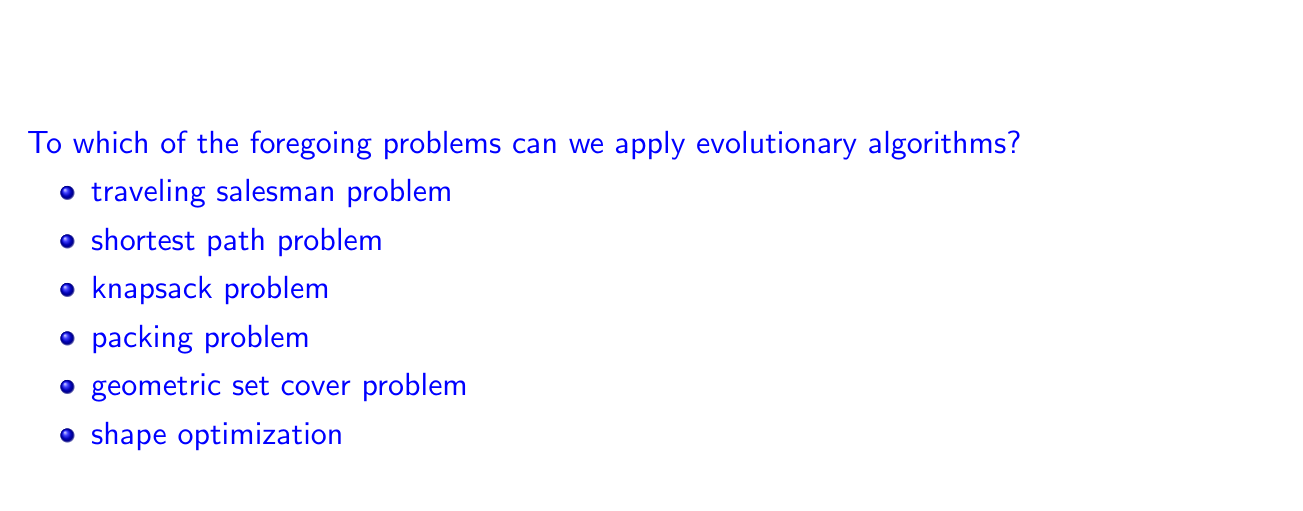 To which of the foregoing problems can we apply evolutionary algorithms?
traveling salesman problem
shortest path problem
knapsack problem
packing problem
geometric set cover problem
shape optimization